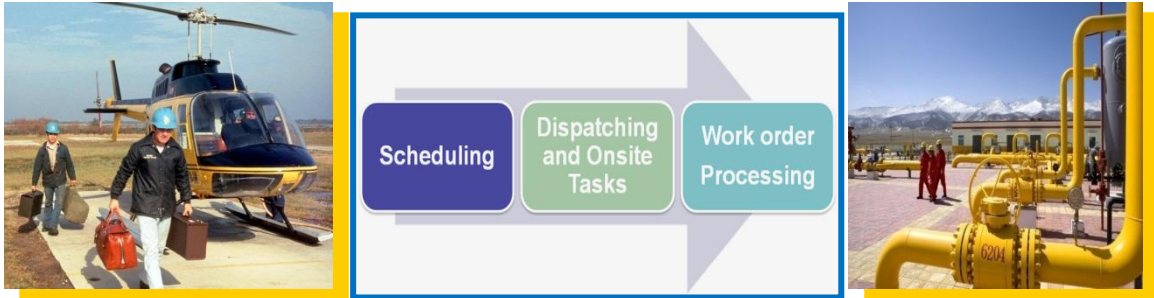 Scheduling
Dispatching
and Onsite
Tasks
Work order
Processing
6204